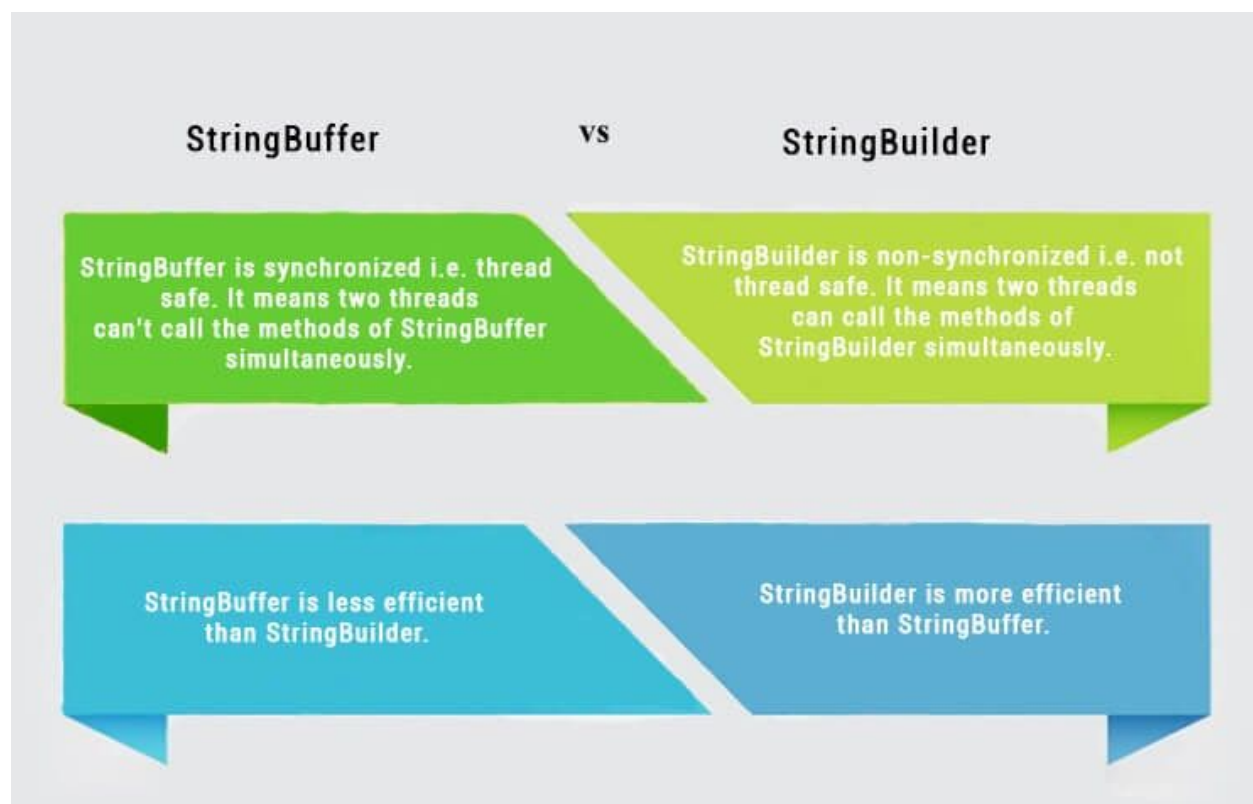 StringBuffer vs StringBuilder
StringBuffer is synchronized i.e. thread
safe. It means two threads
can't call the methods of StringBuffer
simultaneously.
StringBuilder is non-synchronized i.e. not
thread safe. It means two threads
can call the methods of
StringBuilder simultaneously.
StringBuffer is less efficient
than StringBuilder.
StringBuilder is more efficient
than StringBuffer.